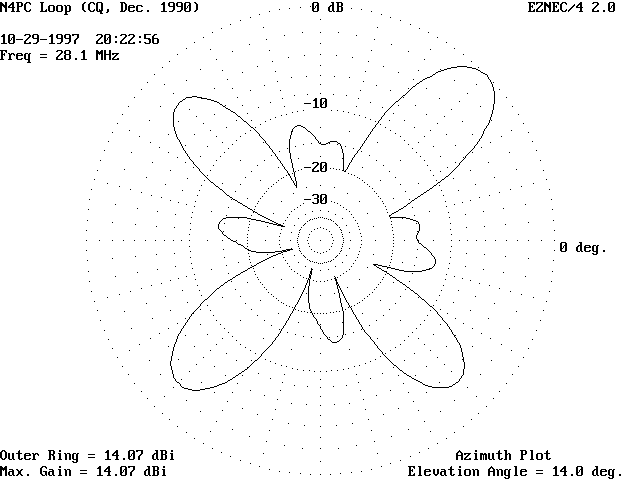 N4PC Loop (CQ, Dec. 1990)
0 dB
EZNEC/4 2.0
10-29-1997 20:22:56
Freq = 28.1 MHz
-10
-20
-30
0 deg.
Outer Ring = 14.07 dBi
Max. Gain = 14.07 dBi
Azimuth Plot
Elevation Angle = 14.0 deg.